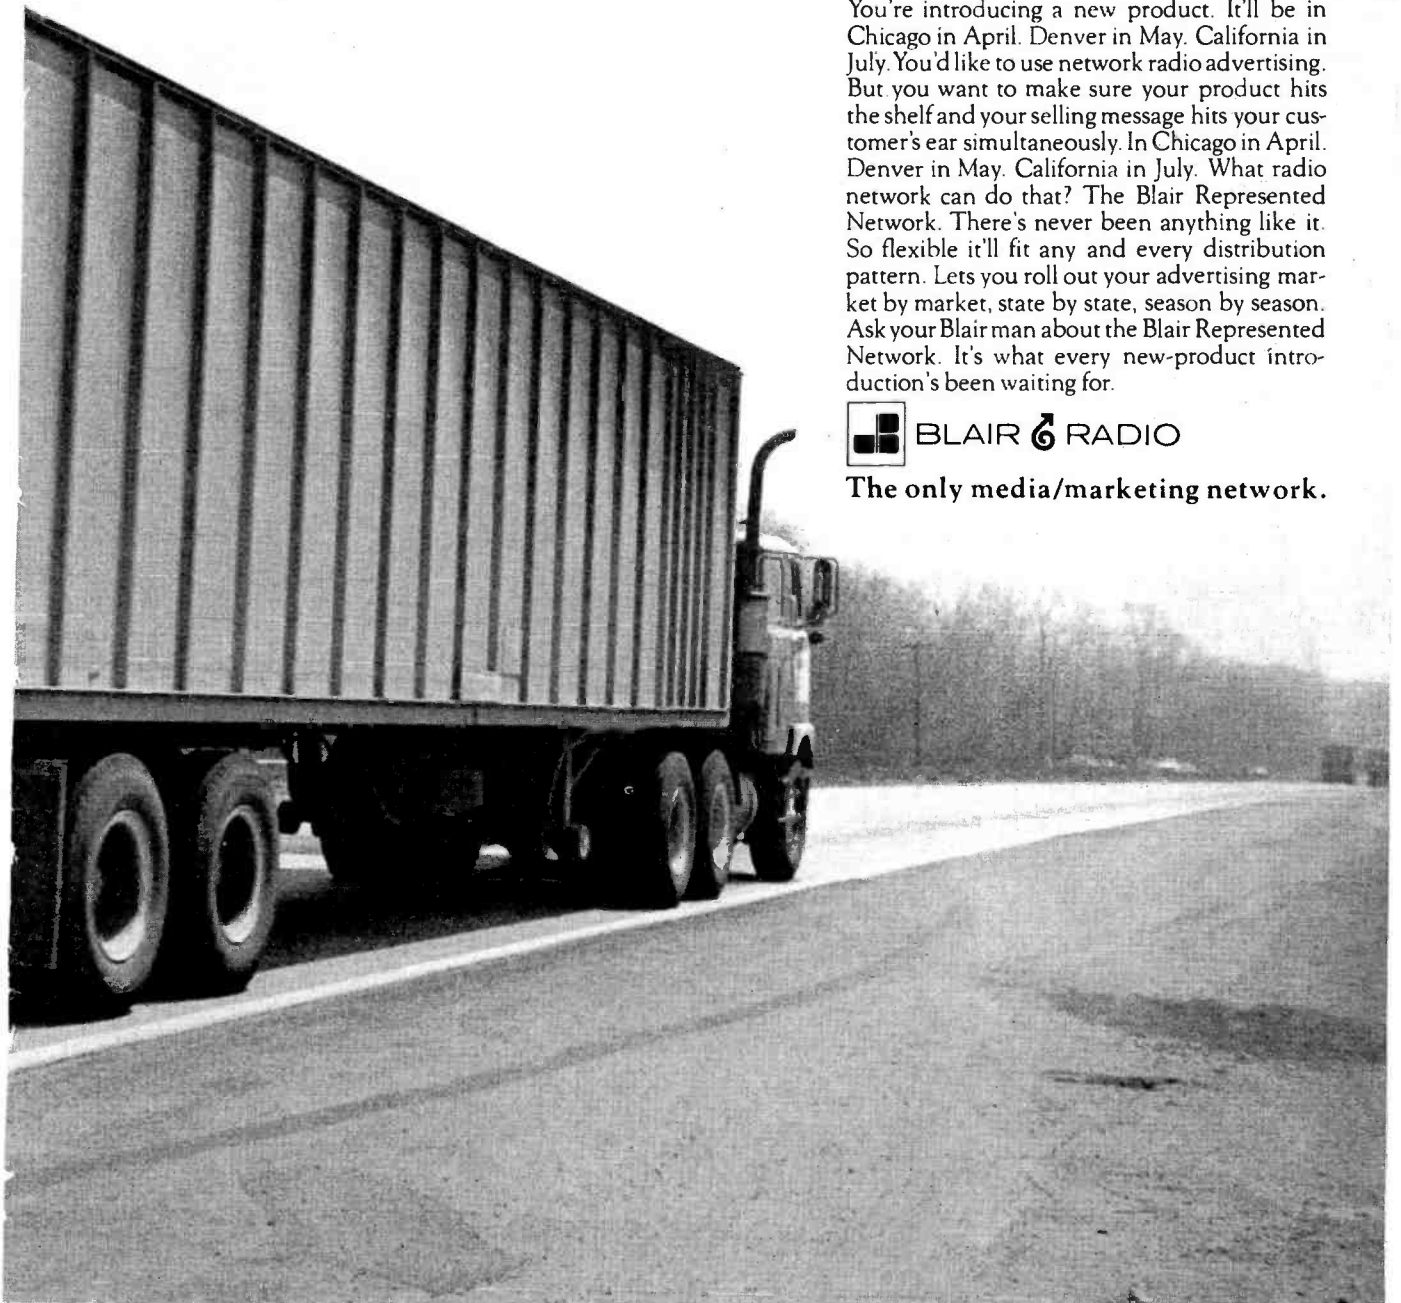 You're introducing a new product. It'll be in
Chicago in April. Denver in May. California in
July. You'd like to use network radio advertising.
But you want to make sure your product hits
the shelf and your selling message hits your cus-
tomer's ear simultaneously. In Chicago in April.
Denver in May. California in July. What radio
network can do that? The Blair Represented
Network. There's never been anything like it.
So flexible it'll fit any and every distribution
pattern. Lets you roll out your advertising mar-
ket by market, state by state, season by season.
Ask your Blair man about the Blair Represented
Network. It's what every new-product intro-
duction's been waiting for.
BLAIR RADIO
The only media/marketing network.